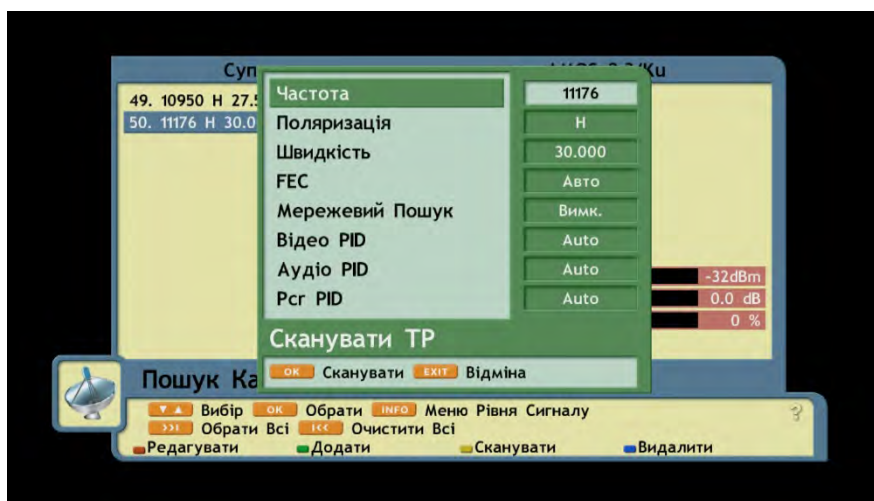 Суп
49. 10950 H 27.5
50. 11176 H 30.0
Частота 11176
Поляризація H
Швидкість 30.000
FEC Авто
Мережевий Пошук Вимк.
Відео PID Auto
Аудіо PID Auto
Pcr PID Auto
-32dBm
0.0 dB
0 %
Сканувати ТР
OK Сканувати EXIT Відміна
Пошук Ка
▼▲ Вибір OK Обрати INFO Меню Рівня Сигналу
>>I Обрати Всі I<< Очистити Всі
Редагувати Додати Сканувати Видалити